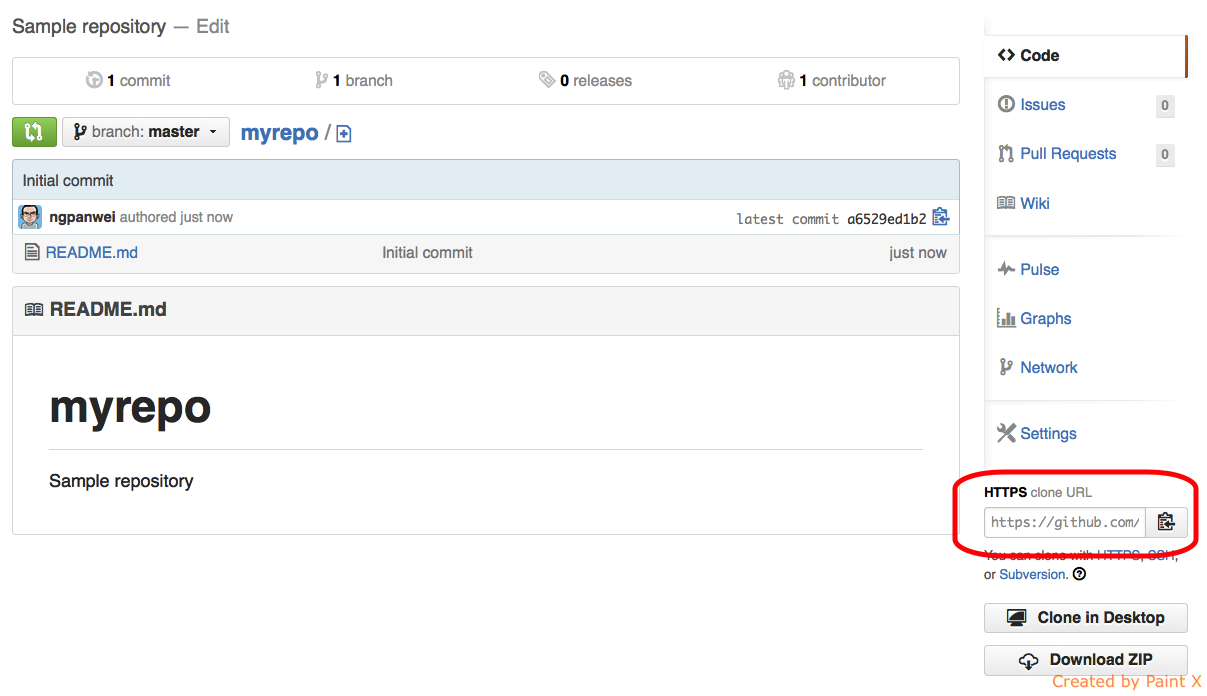 Sample repository — Edit
1 commit
1 branch
0 releases
1 contributor
branch: master
myrepo /
Initial commit
ngpanwei authored just now
latest commit a6529ed1b2
README.md
Initial commit
just now
README.md
myrepo
Sample repository
Code
Issues 0
Pull Requests 0
Wiki
Pulse
Graphs
Network
Settings
HTTPS clone URL
https://github.com/
You can clone with HTTPS, SSH,
or Subversion.
Clone in Desktop
Download ZIP
Created by Paint X